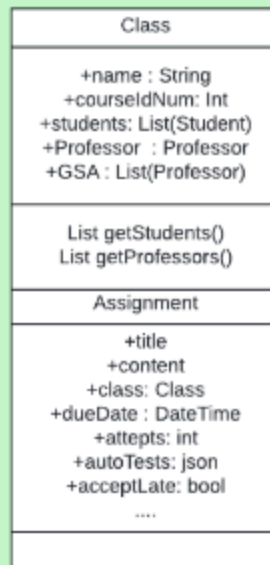 Class
+name : String
+courseIdNum: Int
+students: List(Student)
+Professor : Professor
+GSA : List(Professor)
List getStudents()
List getProfessors()
Assignment
+title
+content
+class: Class
+dueDate : DateTime
+attepts: int
+autoTests: json
+acceptLate: bool
....